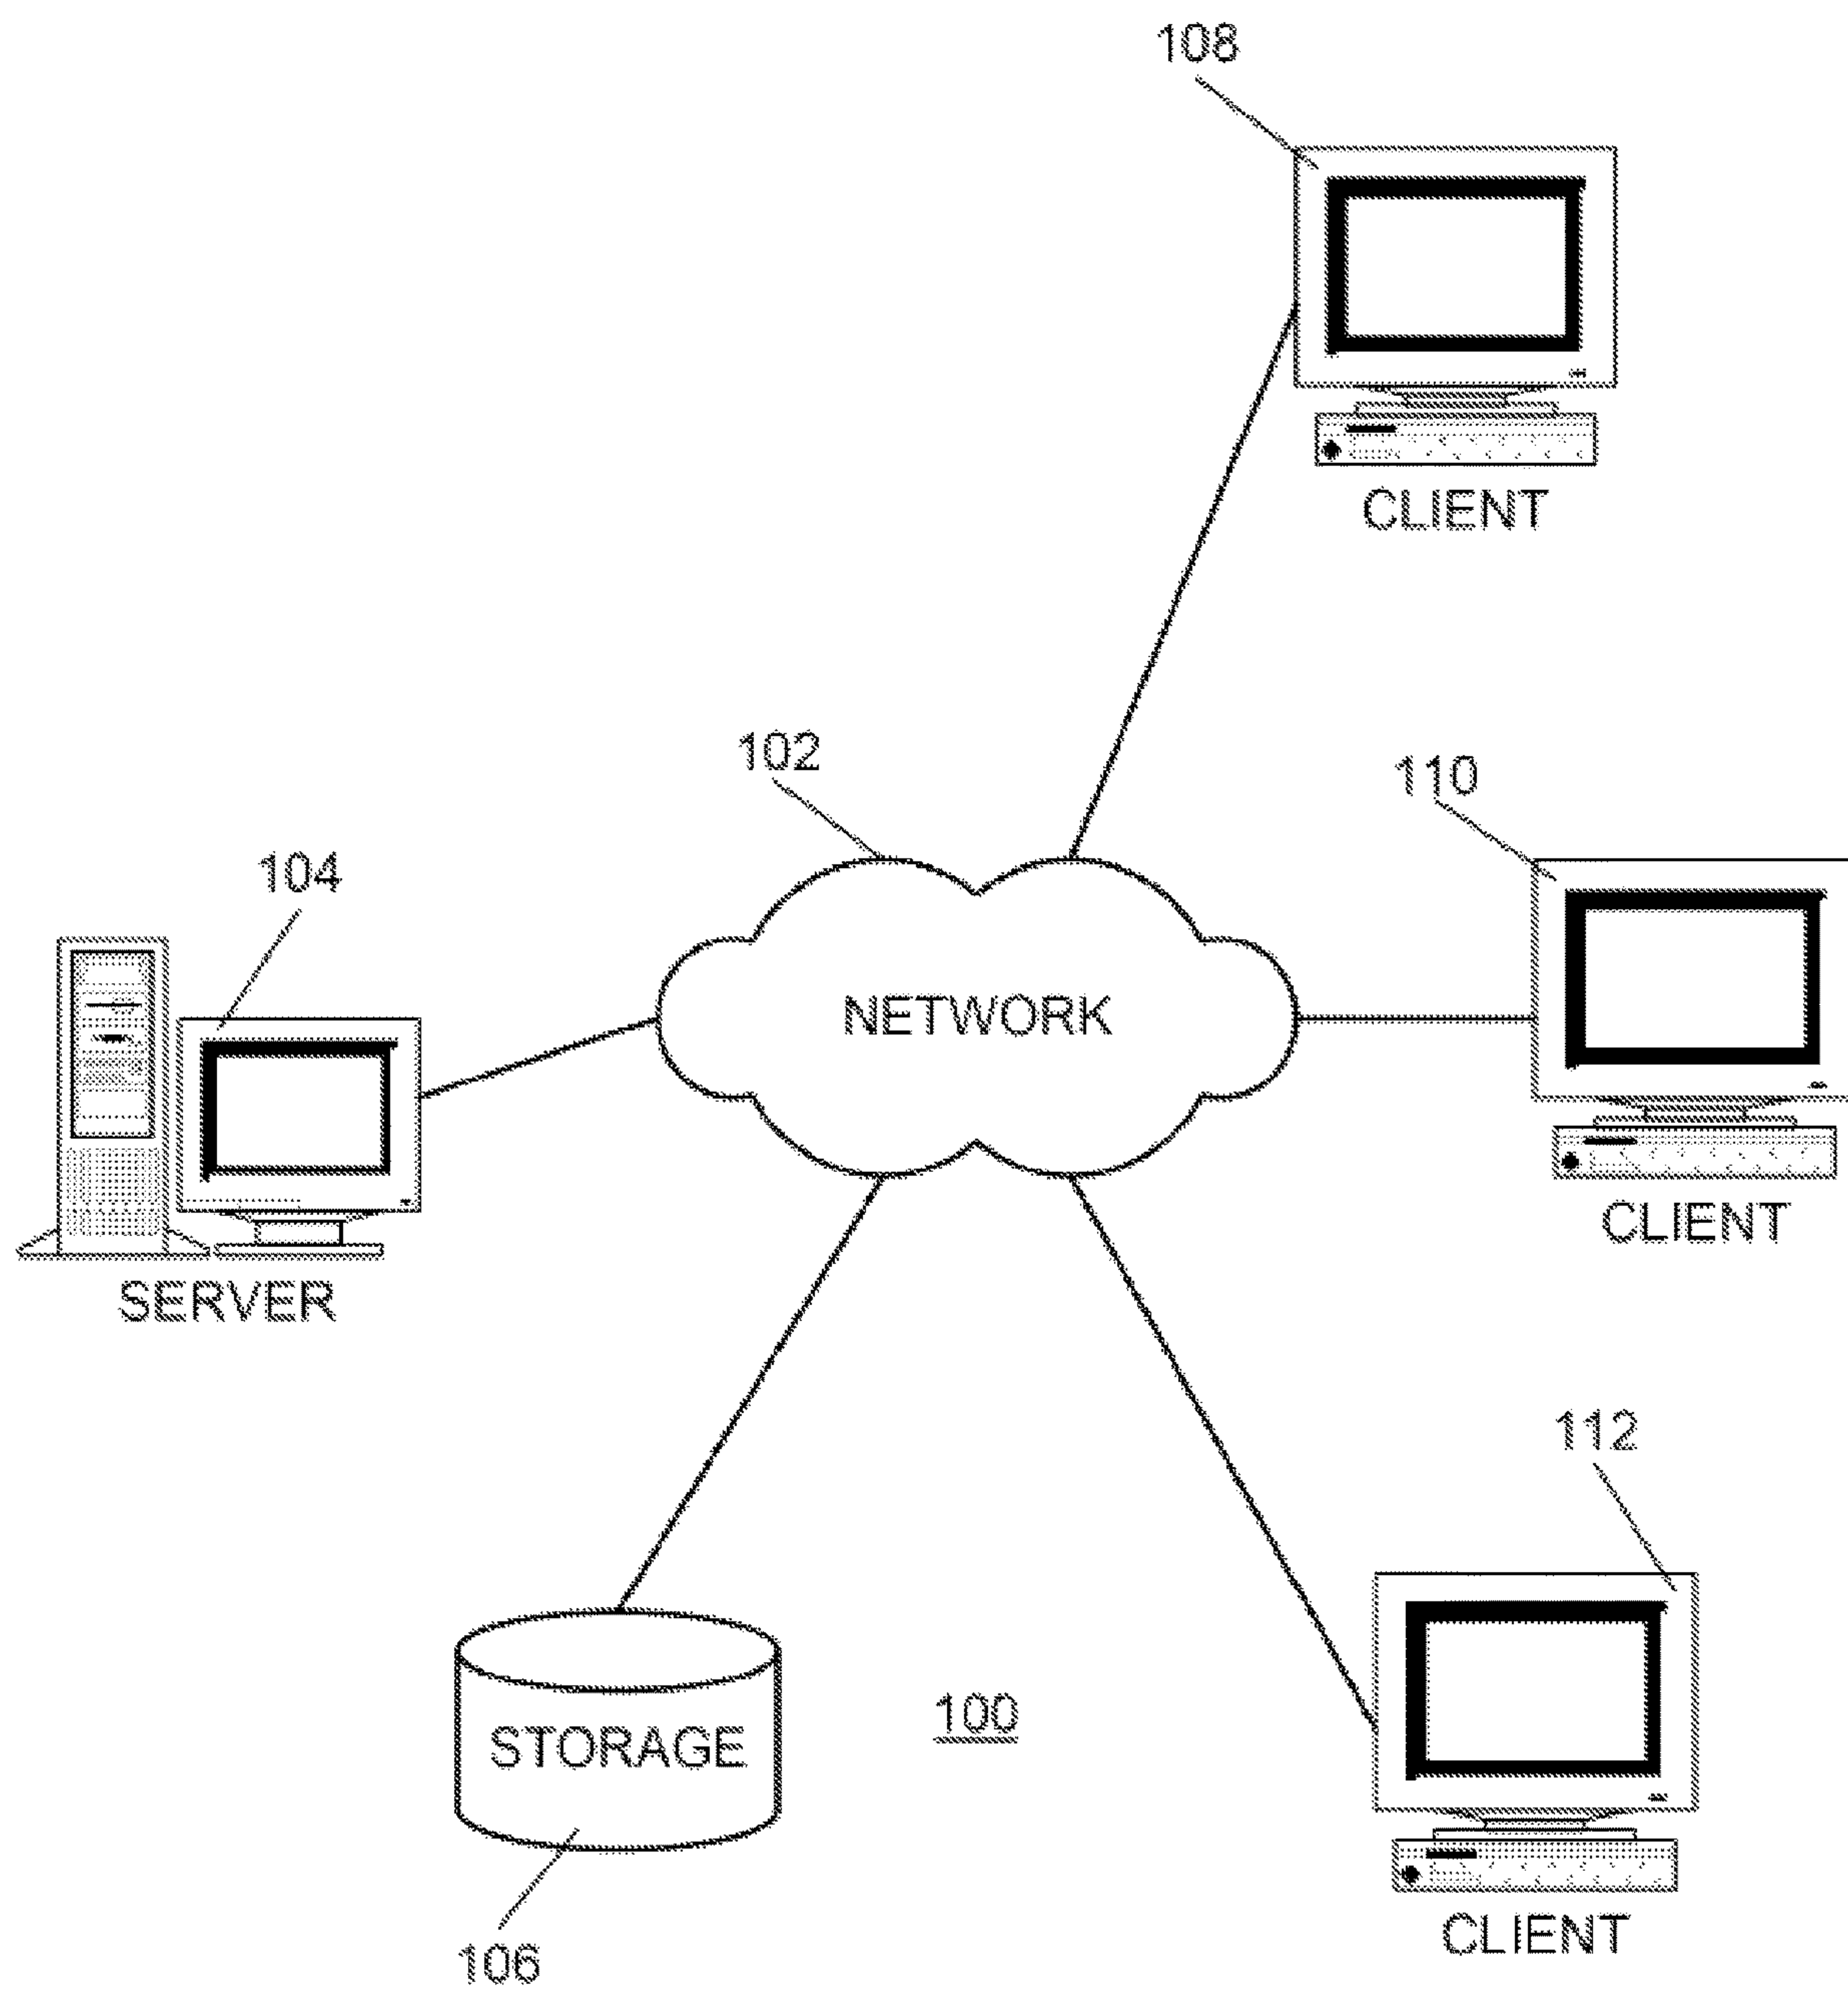 108
CLIENT
102
110
104
NETWORK
CLIENT
SERVER
112
100
STORAGE
106
CLIENT